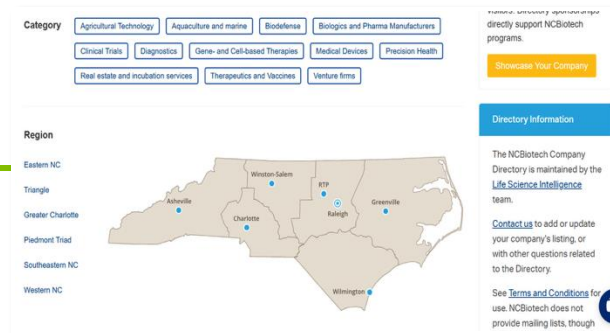 Category
Agricultural Technology
Aquaculture and marine
Biodefense
Biologics and Pharma Manufacturers
Clinical Trials
Diagnostics
Gene- and Cell-based Therapies
Medical Devices
Precision Health
Real estate and incubation services
Therapeutics and Vaccines
Venture firms
Region
Eastern NC
Triangle
Greater Charlotte
Piedmont Triad
Southeastern NC
Western NC
Winston-Salem
RTP
Asheville
Charlotte
Raleigh
Greenville
Wilmington
visitors. Directory sponsorships
directly support NCBiotech
programs.
Showcase Your Company
Directory Information
The NCBiotech Company
Directory is maintained by the
Life Science Intelligence
team.
Contact us to add or update
your company's listing, or
with other questions related
to the Directory.
See Terms and Conditions for
use. NCBiotech does not
provide mailing lists, though